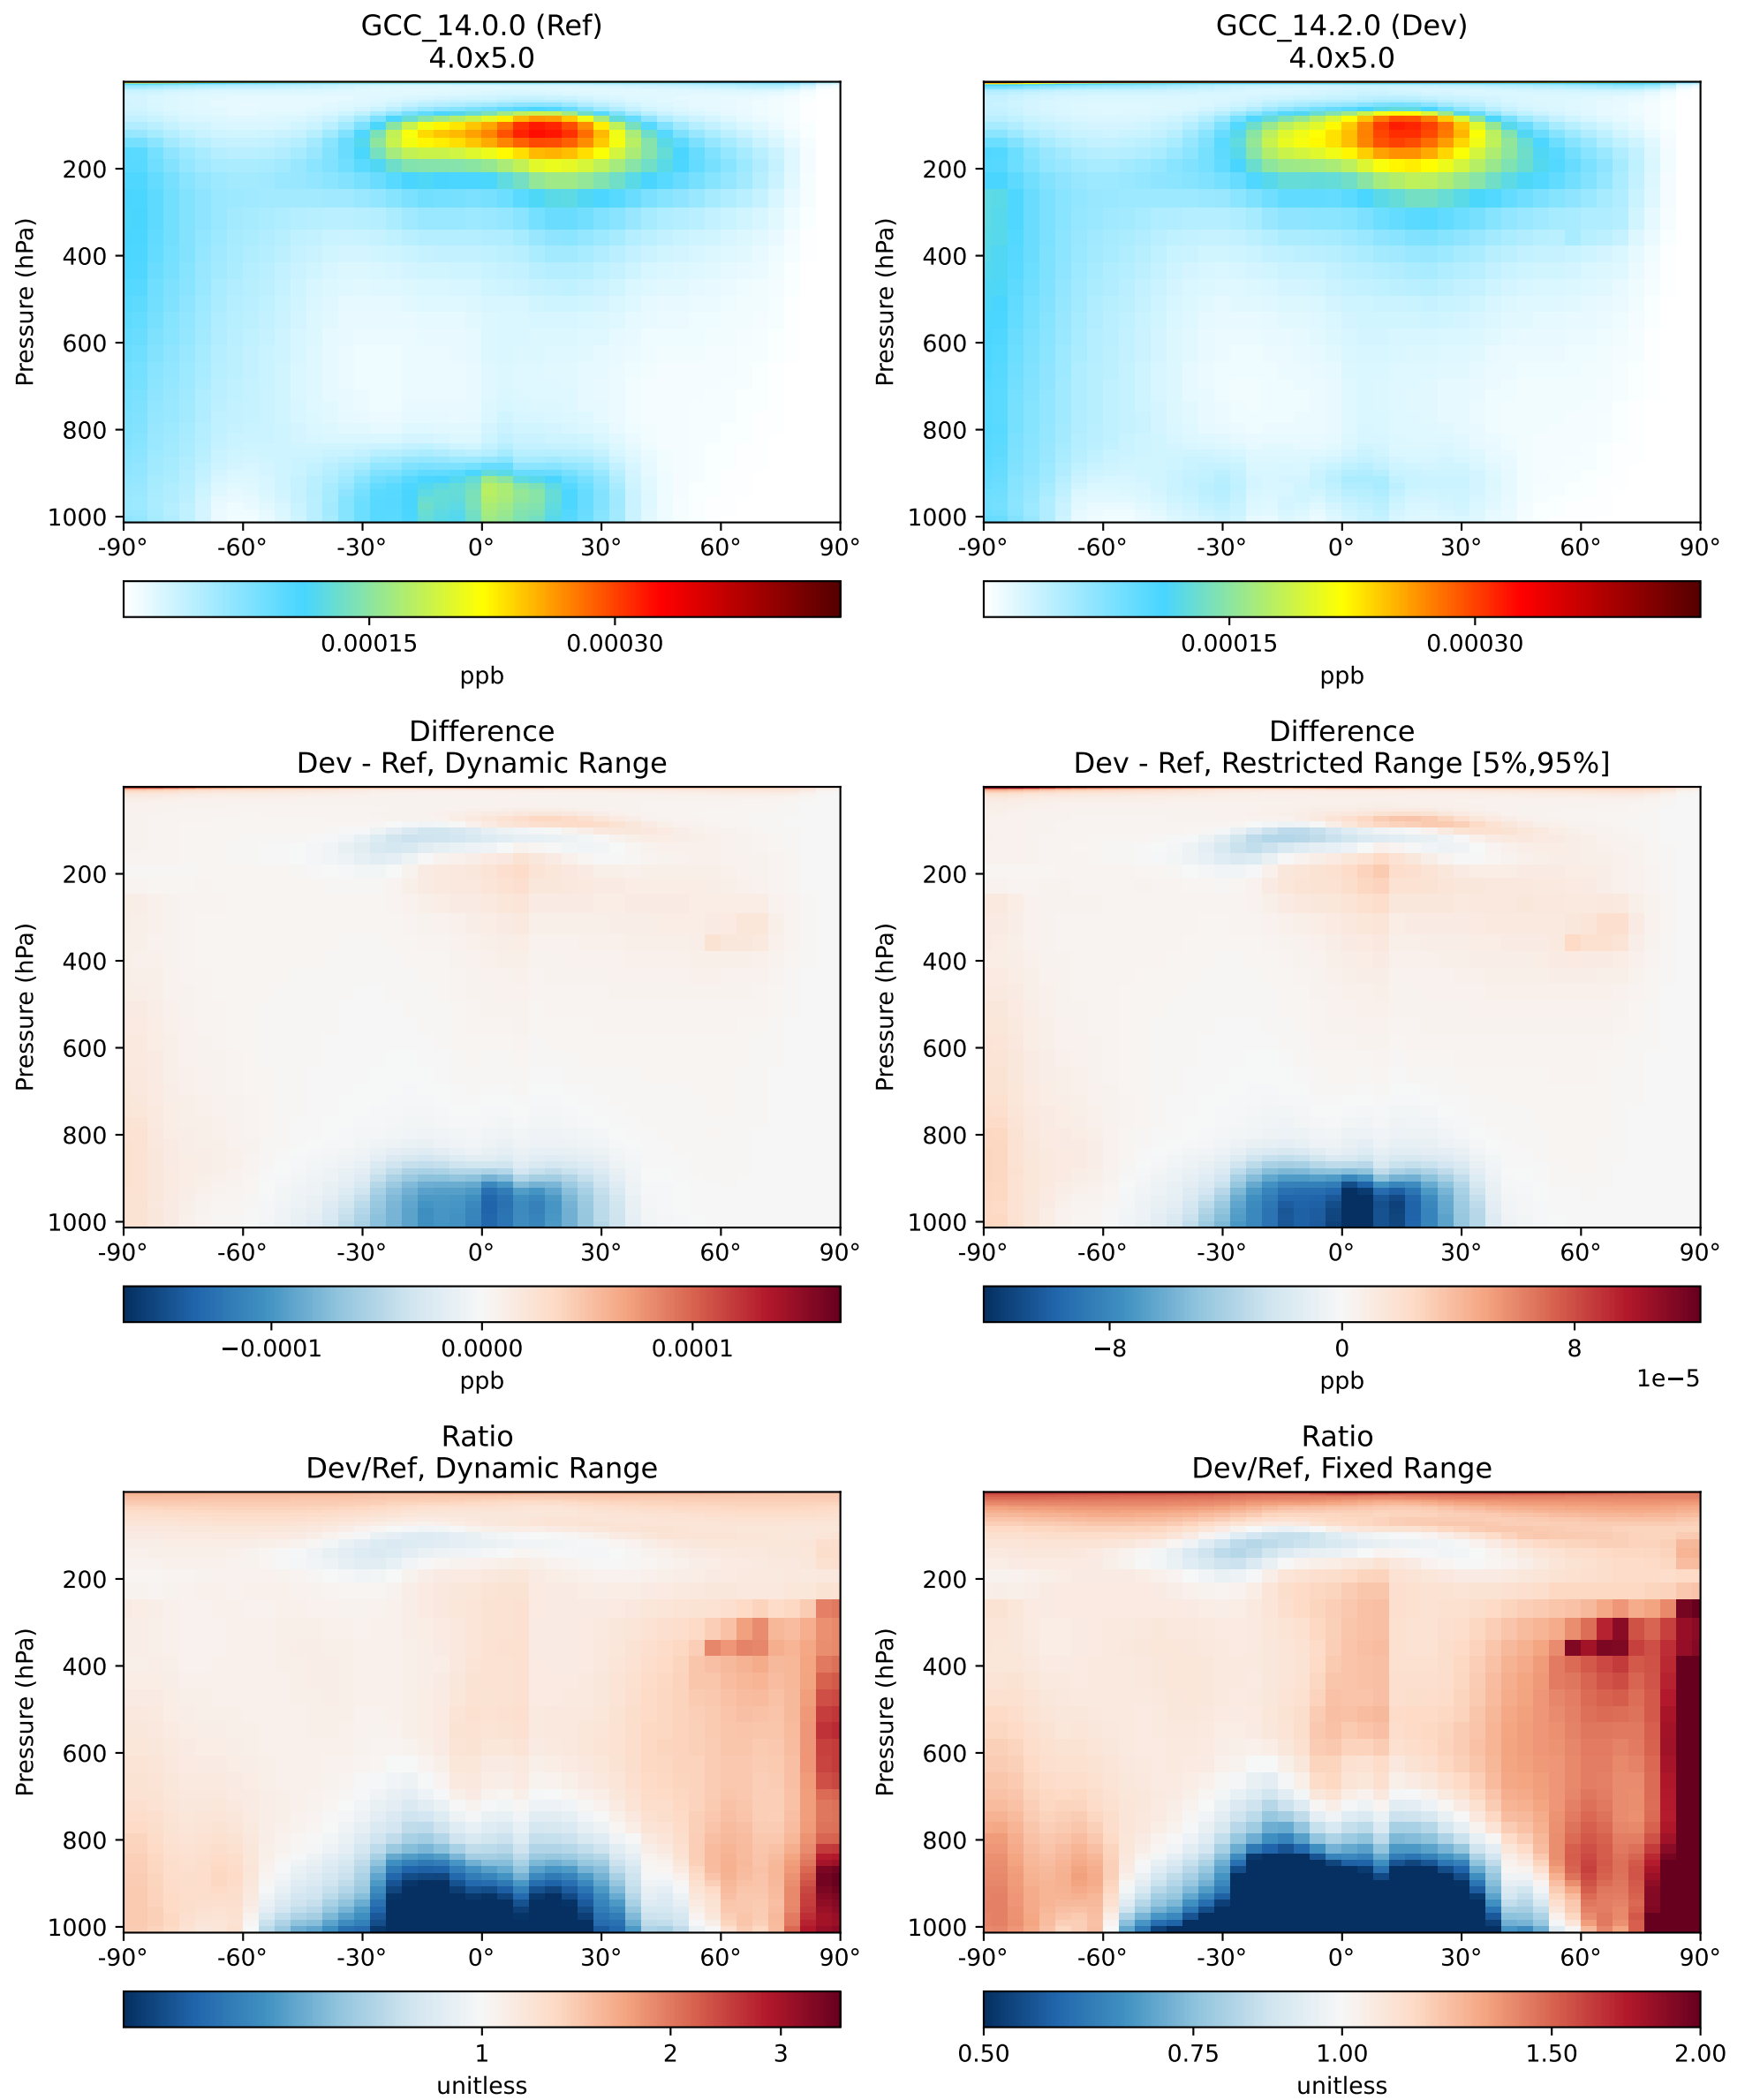 GCC_14.0.0 (Ref)
4.0x5.0
GCC_14.2.0 (Dev)
4.0x5.0
Pressure (hPa)
200
400
600
800
1000
-90° -60° -30° 0° 30° 60° 90°
Pressure (hPa)
200
400
600
800
1000
-90° -60° -30° 0° 30° 60° 90°
0.00015 0.00030
ppb
0.00015 0.00030
ppb
Difference
Dev - Ref, Dynamic Range
Difference
Dev - Ref, Restricted Range [5%,95%]
Pressure (hPa)
200
400
600
800
1000
-90° -60° -30° 0° 30° 60° 90°
Pressure (hPa)
200
400
600
800
1000
-90° -60° -30° 0° 30° 60° 90°
−0.0001 0.0000 0.0001
ppb
−8 0 8
1e−5
ppb
Ratio
Dev/Ref, Dynamic Range
Ratio
Dev/Ref, Fixed Range
Pressure (hPa)
200
400
600
800
1000
-90° -60° -30° 0° 30° 60° 90°
Pressure (hPa)
200
400
600
800
1000
-90° -60° -30° 0° 30° 60° 90°
1 2 3
unitless
0.50 0.75 1.00 1.50 2.00
unitless